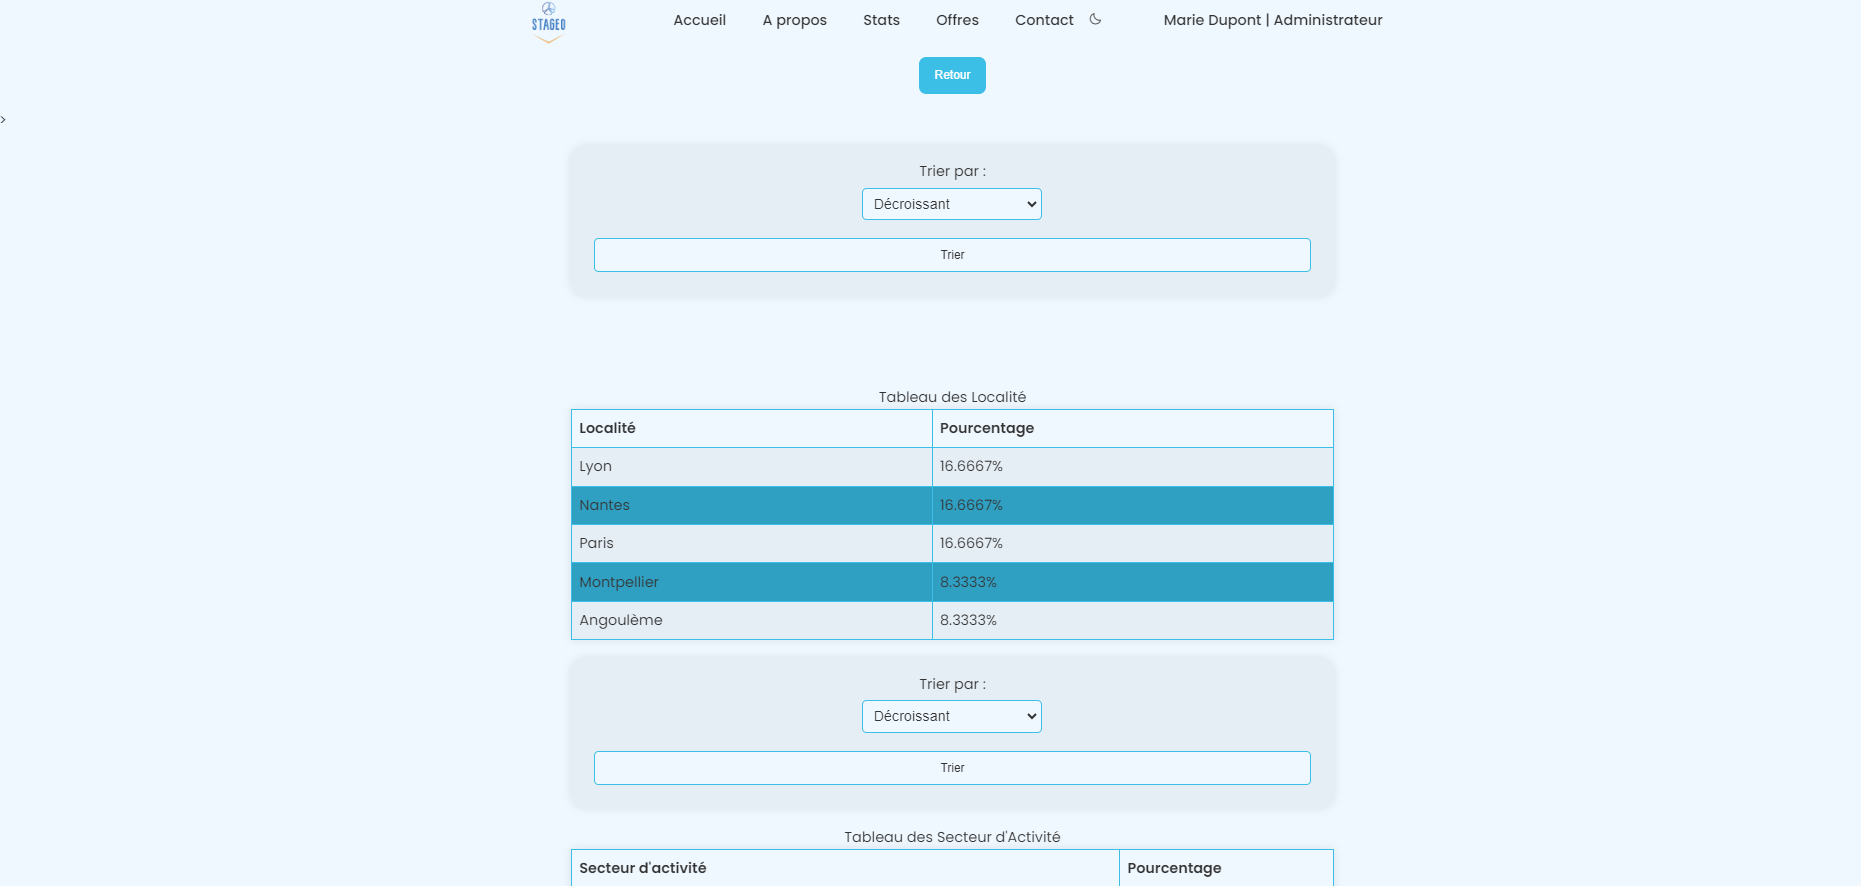 STAGEO Accueil A propos Stats Offres Contact Marie Dupont | Administrateur
Retour
>
Trier par :
Décroissant
Trier
Tableau des Localité
Localité Pourcentage
Lyon 16.6667%
Nantes 16.6667%
Paris 16.6667%
Montpellier 8.3333%
Angoulème 8.3333%
Trier par :
Décroissant
Trier
Tableau des Secteur d'Activité
Secteur d'activité Pourcentage